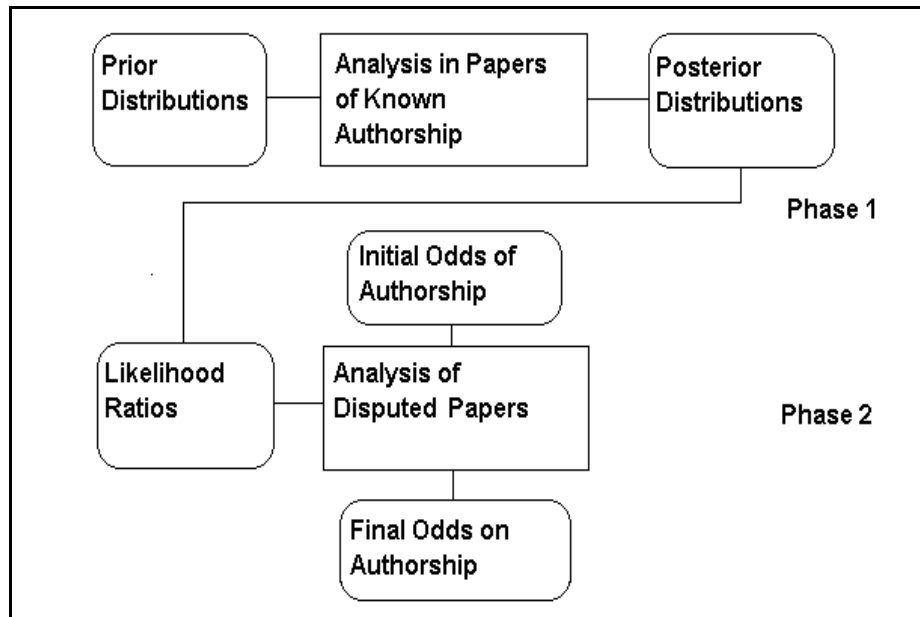 Prior
Distributions
Analysis in Papers
of Known
Authorship
Posterior
Distributions
Phase 1
Initial Odds of
Authorship
Likelihood
Ratios
Analysis of
Disputed Papers
Phase 2
Final Odds on
Authorship